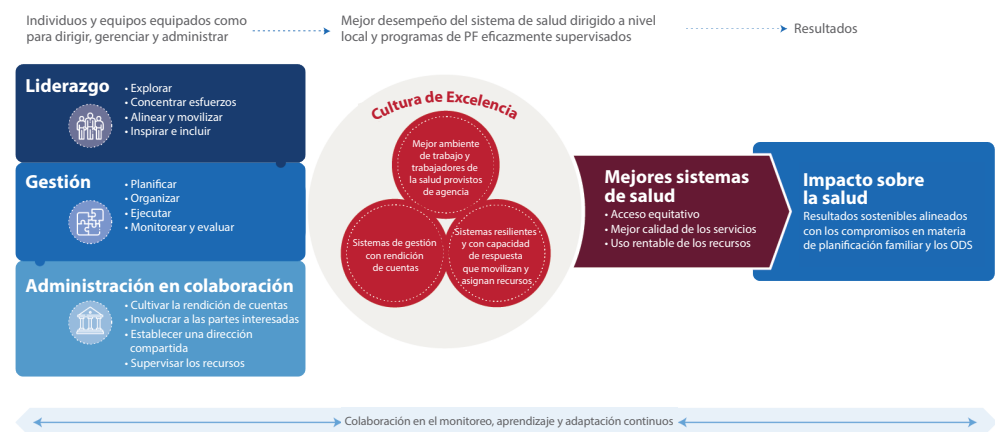 Individuos y equipos equipados como
para dirigir, gerenciar y administrar
Mejor desempeño del sistema de salud dirigido a nivel
local y programas de PF eficazmente supervisados
Resultados
Liderazgo
• Explorar
• Concentrar esfuerzos
• Alinear y movilizar
• Inspirar e incluir
Gestión
• Planificar
• Organizar
• Ejecutar
• Monitorear y evaluar
Administración en colaboración
• Cultivar la rendición de cuentas
• Involucrar a las partes interesadas
• Establecer una dirección
compartida
• Supervisar los recursos
Cultura de Excelencia
Mejor ambiente
de trabajo y
trabajadores de
la salud provistos
de agencia
Sistemas de gestión
con rendición
de cuentas
Sistemas resilientes
y con capacidad
de respuesta
que movilizan y
asignan recursos
Mejores sistemas
de salud
• Acceso equitativo
• Mejor calidad de los servicios
• Uso rentable de los recursos
Impacto sobre
la salud
Resultados sostenibles alineados
con los compromisos en materia
de planificación familiar y los ODS
Colaboración en el monitoreo, aprendizaje y adaptación continuos